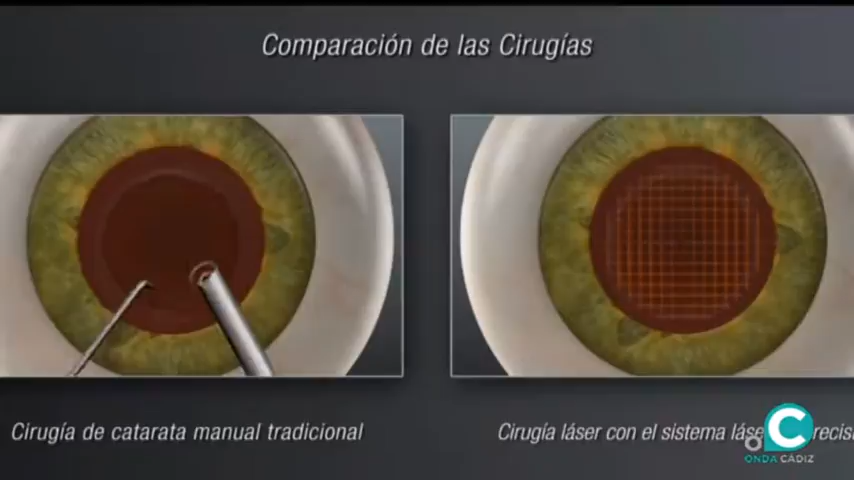 Comparación de las Cirugías
Cirugía de catarata manual tradicional
Cirugía láser con el sistema
ONDA CÁDIZ